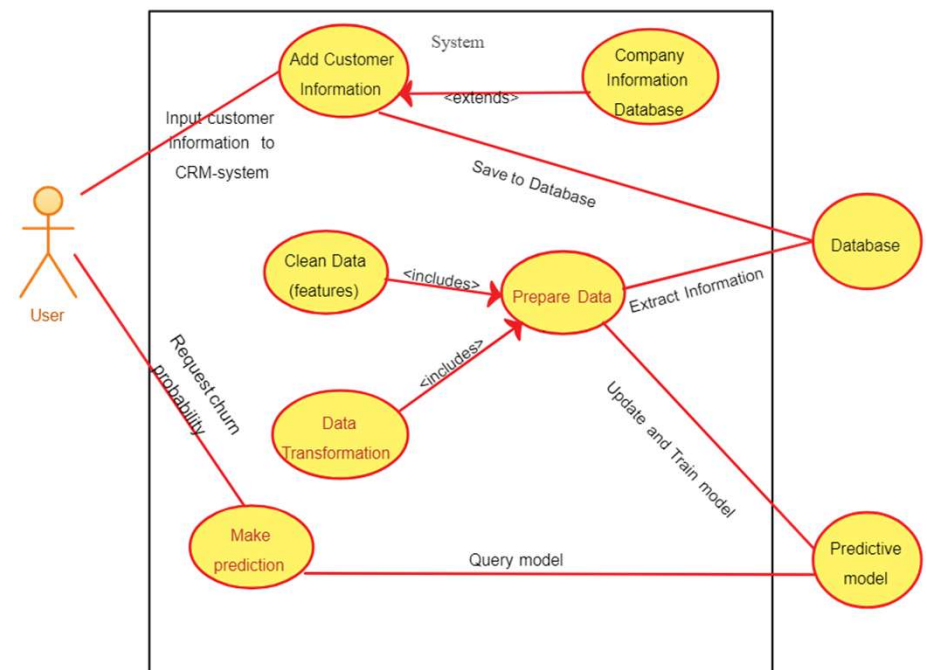 System
Add Customer
Information
Company
Information
Database
<extends>
Input customer
information to
CRM-system
Save to Database
Database
User
Clean Data
(features)
<includes>
Prepare Data
Extract Information
<includes>
Data
Transformation
Request churn
probability
Update and Train model
Make
prediction
Query model
Predictive
model